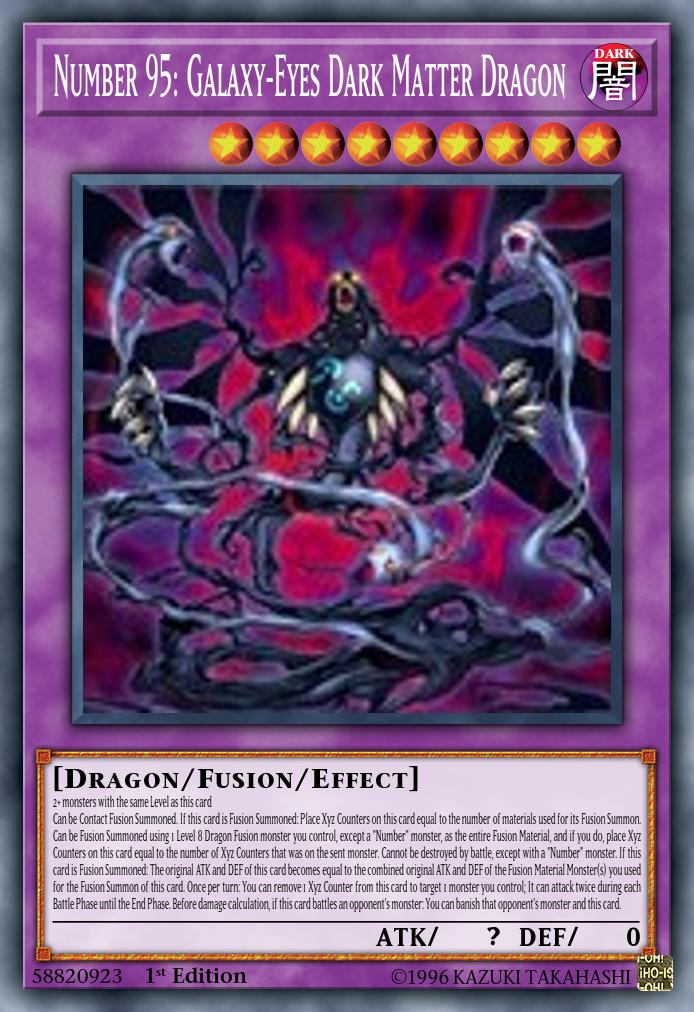 Number 95: Galaxy-Eyes Dark Matter Dragon
DARK
闇
[Dragon/Fusion/Effect]
2+ monsters with the same Level as this card
Can be Contact Fusion Summoned. If this card is Fusion Summoned: Place Xyz Counters on this card equal to the number of materials used for its Fusion Summon.
Can be Fusion Summoned using 1 Level 8 Dragon Fusion monster you control, except a "Number" monster, as the entire Fusion Material, and if you do, place Xyz
Counters on this card equal to the number of Xyz Counters that was on the sent monster. Cannot be destroyed by battle, except with a "Number" monster. If this
card is Fusion Summoned: The original ATK and DEF of this card becomes equal to the combined original ATK and DEF of the Fusion Material Monster(s) you used
for the Fusion Summon of this card. Once per turn: You can remove 1 Xyz Counter from this card to target 1 monster you control; It can attack twice during each
Battle Phase until the End Phase. Before damage calculation, if this card battles an opponent's monster: You can banish that opponent's monster and this card.
ATK/ ? DEF/ 0
58820923 1st Edition ©1996 KAZUKI TAKAHASHI